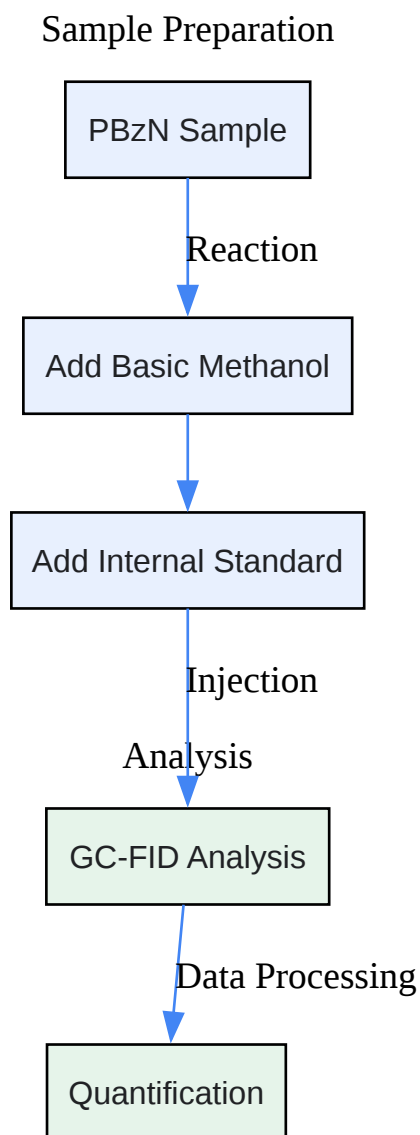 Sample Preparation
PBzN Sample
Reaction
Add Basic Methanol
Add Internal Standard
Injection
Analysis
GC-FID Analysis
Data Processing
Quantification